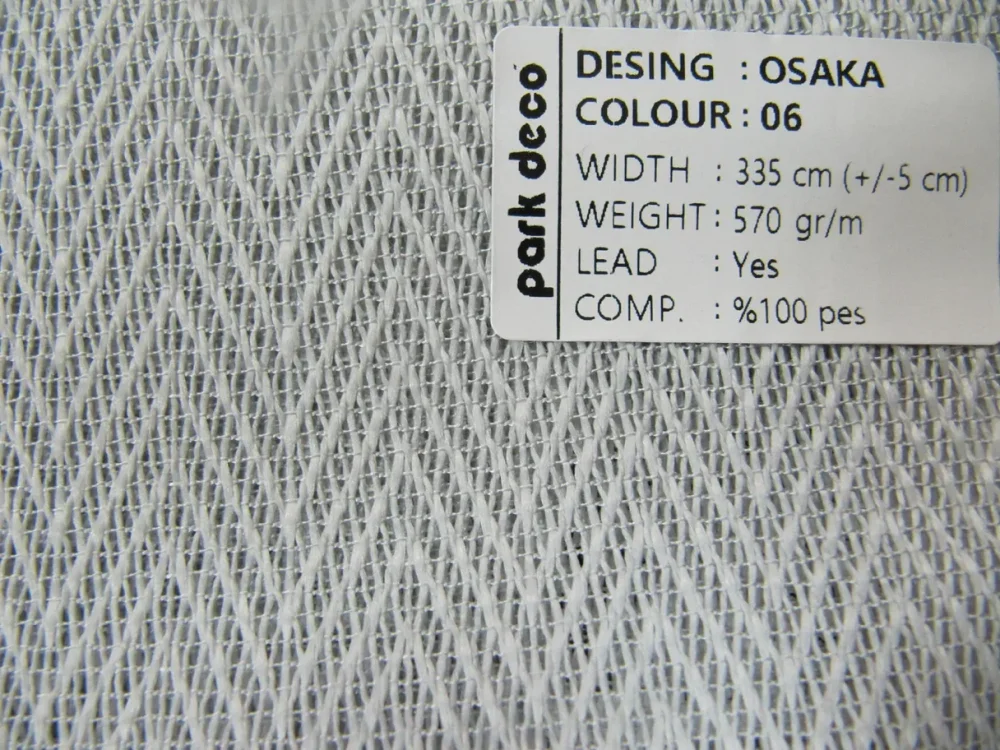 park deco
DESING : OSAKA
COLOUR : 06
WIDTH : 335 cm (+/-5 cm)
WEIGHT : 570 gr/m
LEAD : Yes
COMP. : %100 pes